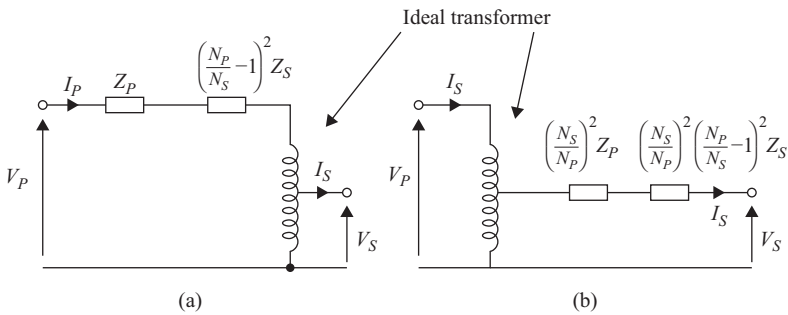 Ideal transformer
I_P
Z_P
(N_P/N_S −1)^2 Z_S
V_P
I_S
V_S
(a)
I_S
V_P
(N_S/N_P)^2 Z_P
(N_S/N_P)^2 (N_P/N_S −1)^2 Z_S
I_S
V_S
(b)